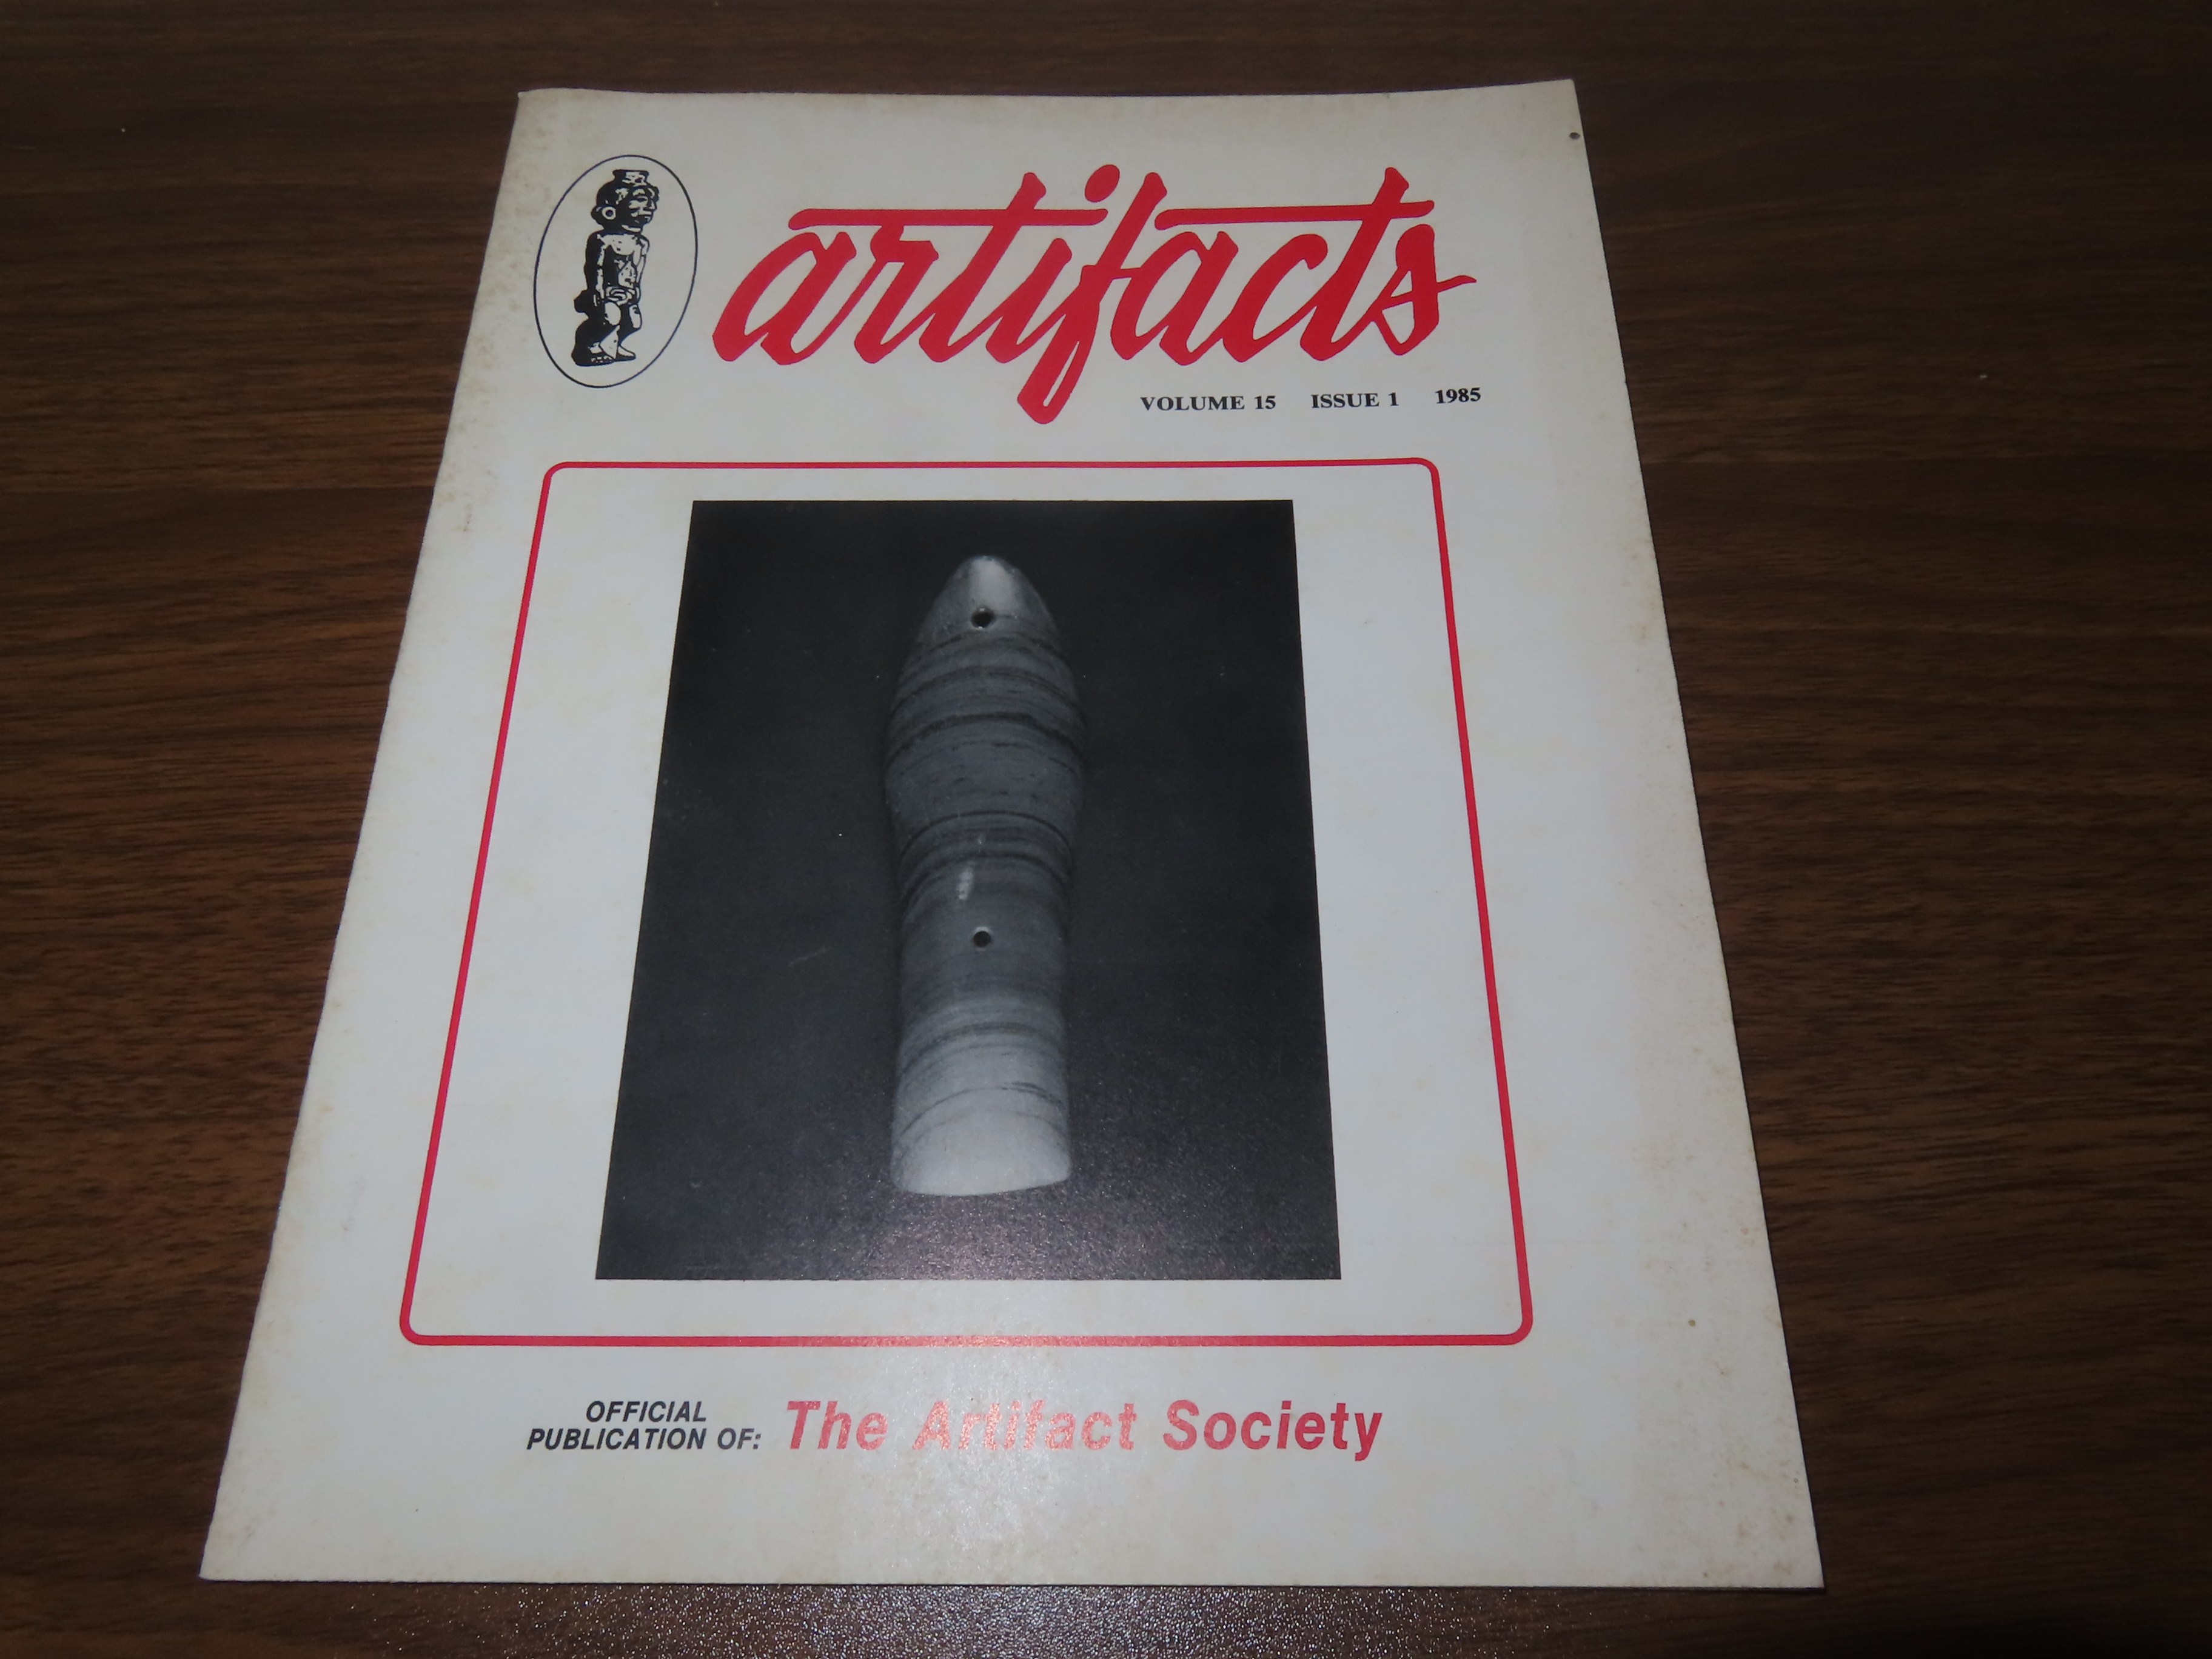 artifacts
VOLUME 15 ISSUE 1 1985
OFFICIAL
PUBLICATION OF: The Artifact Society